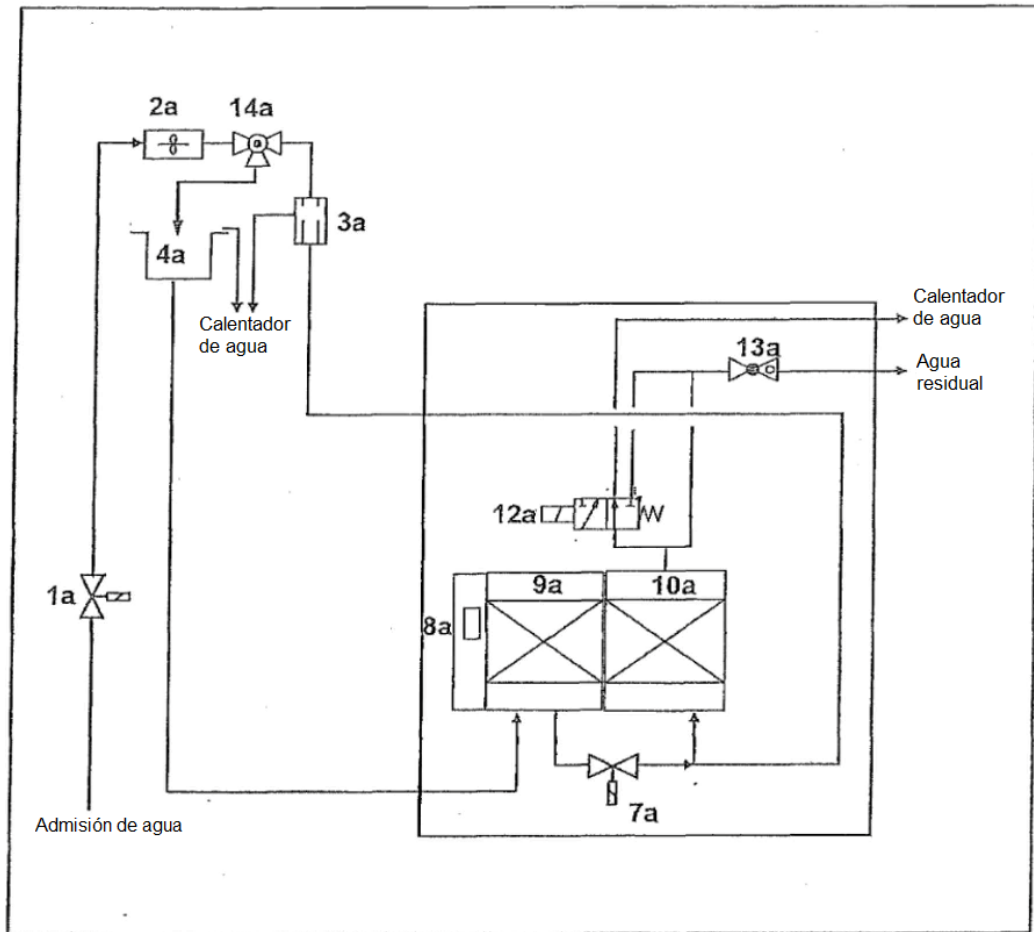 2a
14a
3a
4a
Calentador
de agua
Calentador
de agua
13a
Agua
residual
12a
1a
9a
10a
8a
7a
Admisión de agua